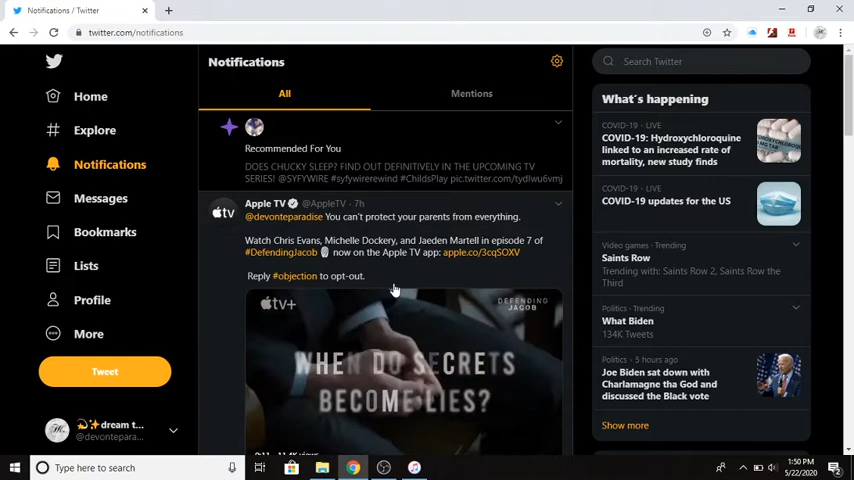 Notifications / Twitter
twitter.com/notifications
Home
Explore
Notifications
Messages
Bookmarks
Lists
Profile
More
Tweet
dream t...
@devontepara...
Notifications
All
Mentions
Recommended For You
DOES CHUCKY SLEEP? FIND OUT DEFINITIVELY IN THE UPCOMING TV
SERIES! @SYFYWIRE #syfywirerewind #ChildsPlay pic.twitter.com/tydlwu6vmj
Apple TV @AppleTV · 7h
@devonteparadise You can't protect your parents from everything.
Watch Chris Evans, Michelle Dockery, and Jaeden Martell in episode 7 of
#DefendingJacob now on the Apple TV app: apple.co/3cqSOXV
Reply #objection to opt-out.
tv+
DEFENDING
JACOB
WHEN DO SECRETS
BECOME LIES?
0:11 11.4K views
Search Twitter
What's happening
COVID-19 · LIVE
COVID-19: Hydroxychloroquine
linked to an increased rate of
mortality, new study finds
COVID-19 · LIVE
COVID-19 updates for the US
Video games · Trending
Saints Row
Trending with: Saints Row 2, Saints Row The
Third
Politics · Trending
What Biden
134K Tweets
Politics · 5 hours ago
Joe Biden sat down with
Charlamagne tha God and
discussed the Black vote
Show more
Type here to search
1:50 PM
5/22/2020